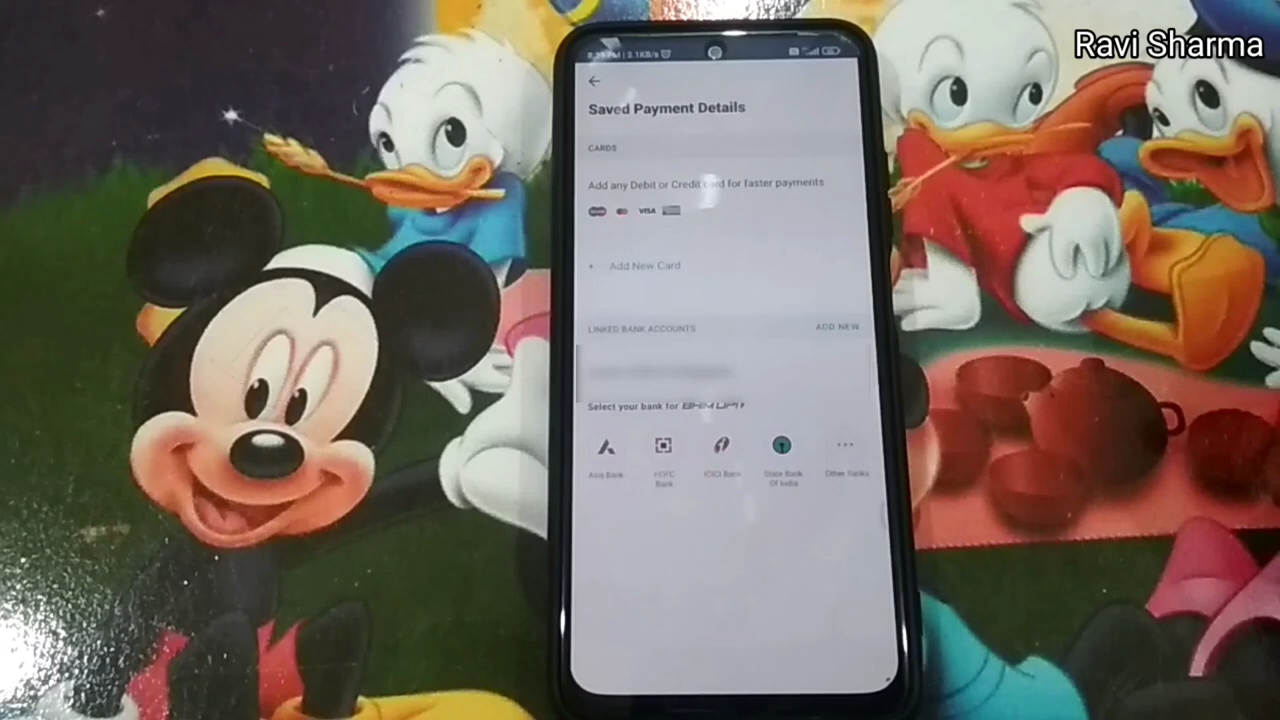 Ravi Sharma
Saved Payment Details
CARDS
Add any Debit or Credit Card for faster payments
VISA
+ Add New Card
LINKED BANK ACCOUNTS
ADD NEW
Select your bank for BHIM UPI
Axis Bank
HDFC Bank
ICICI Bank
State Bank Of India
Other Banks